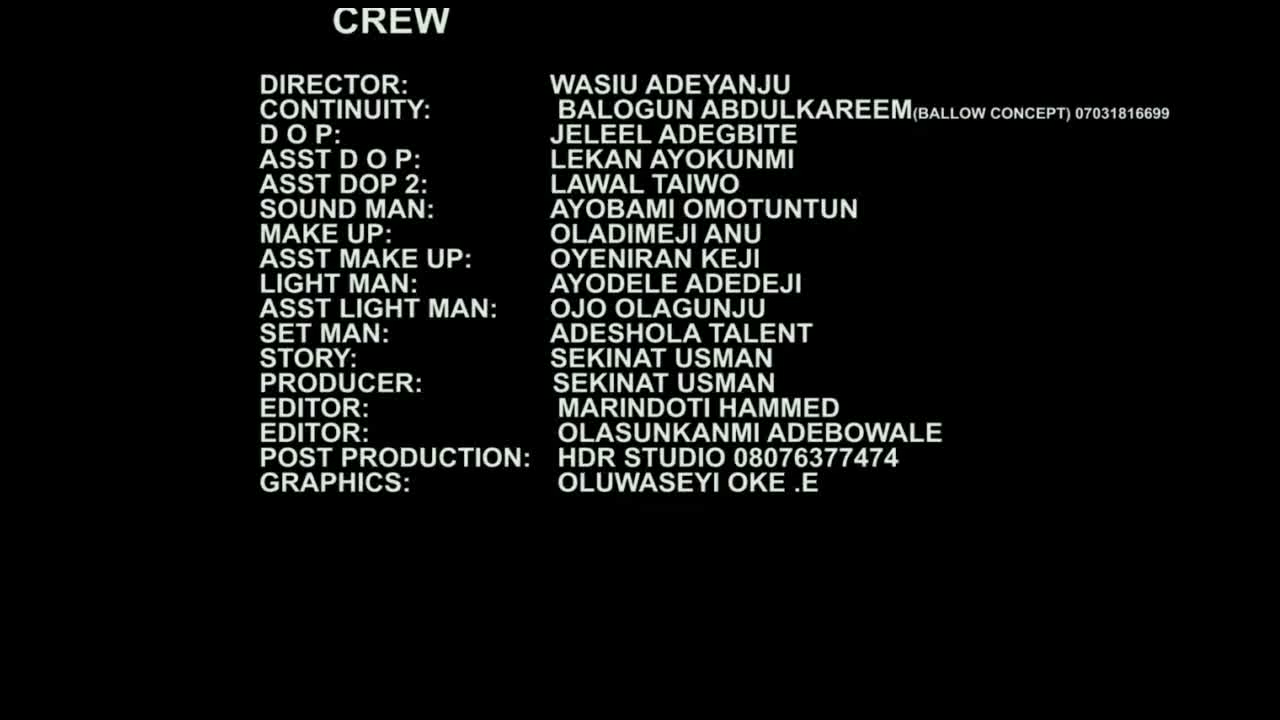 CREW
DIRECTOR: WASIU ADEYANJU
CONTINUITY: BALOGUN ABDULKAREEM(BALLOW CONCEPT) 07031816699
D O P: JELEEL ADEGBITE
ASST D O P: LEKAN AYOKUNMI
ASST DOP 2: LAWAL TAIWO
SOUND MAN: AYOBAMI OMOTUNTUN
MAKE UP: OLADIMEJI ANU
ASST MAKE UP: OYENIRAN KEJI
LIGHT MAN: AYODELE ADEDEJI
ASST LIGHT MAN: OJO OLAGUNJU
SET MAN: ADESHOLA TALENT
STORY: SEKINAT USMAN
PRODUCER: SEKINAT USMAN
EDITOR: MARINDOTI HAMMED
EDITOR: OLASUNKANMI ADEBOWALE
POST PRODUCTION: HDR STUDIO 08076377474
GRAPHICS: OLUWASEYI OKE .E